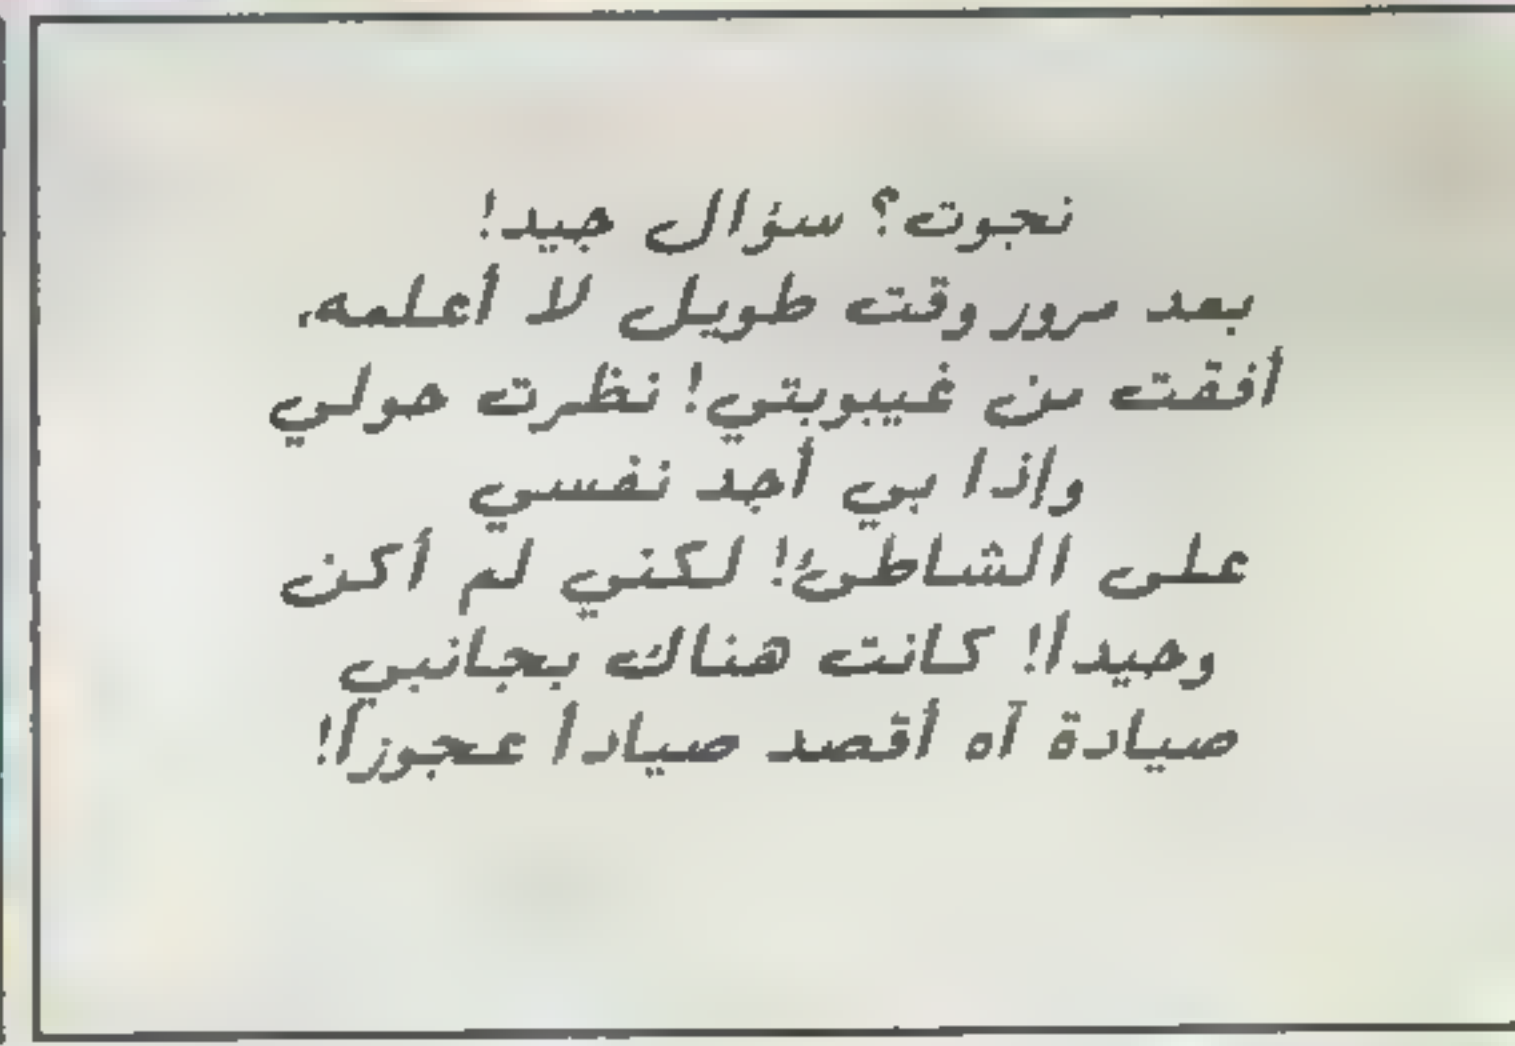 نجوت؟ سؤال جيد!
بعد مرور وقت طويل لا أعلمه،
أفقت من غيبوبتي! نظرت حولي
وإذا بي أجد نفسي
على الشاطئ! لكني لم أكن
وحيداً! كانت هناك بجانبي
صيادة آه أقصد صياداً عجوزاً!